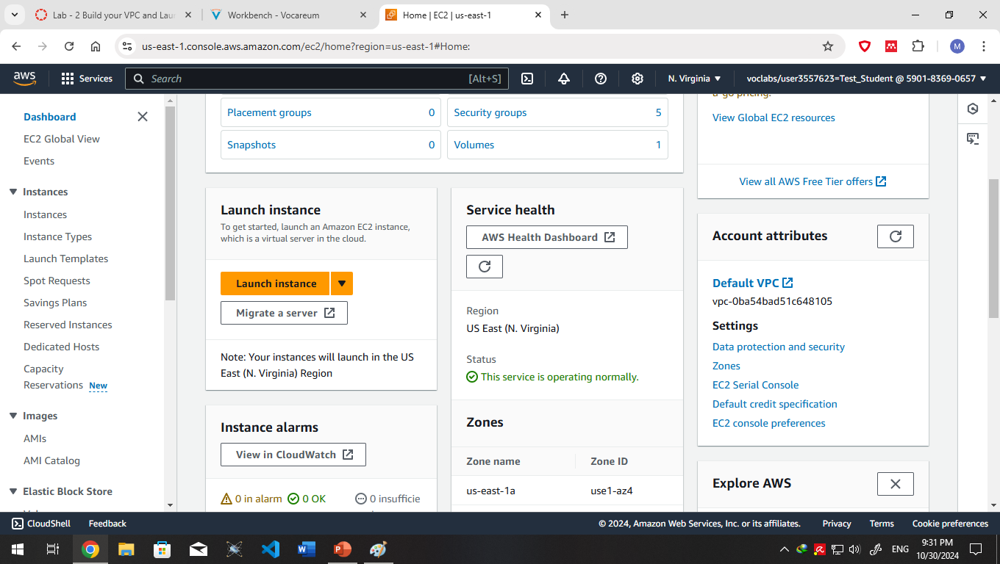 Lab - 2 Build your VPC and Lau
Workbench - Vocareum
Home | EC2 | us-east-1
us-east-1.console.aws.amazon.com/ec2/home?region=us-east-1#Home:
M
aws
Services
Search
[Alt+S]
N. Virginia
voclabs/user3557623=Test_Student @ 5901-8369-0657
Dashboard
EC2 Global View
Events
Instances
Instances
Instance Types
Launch Templates
Spot Requests
Savings Plans
Reserved Instances
Dedicated Hosts
Capacity
Reservations New
Images
AMIs
AMI Catalog
Elastic Block Store
Placement groups 0
Security groups 5
Snapshots 0
Volumes 1
Launch instance
To get started, launch an Amazon EC2 instance,
which is a virtual server in the cloud.
Launch instance
Migrate a server
Note: Your instances will launch in the US
East (N. Virginia) Region
Instance alarms
View in CloudWatch
0 in alarm 0 OK 0 insufficie
Service health
AWS Health Dashboard
Region
US East (N. Virginia)
Status
This service is operating normally.
Zones
Zone name Zone ID
us-east-1a use1-az4
a-go pricing.
View Global EC2 resources
View all AWS Free Tier offers
Account attributes
Default VPC
vpc-0ba54bad51c648105
Settings
Data protection and security
Zones
EC2 Serial Console
Default credit specification
EC2 console preferences
Explore AWS
CloudShell
Feedback
© 2024, Amazon Web Services, Inc. or its affiliates.
Privacy
Terms
Cookie preferences
ENG
9:31 PM
10/30/2024